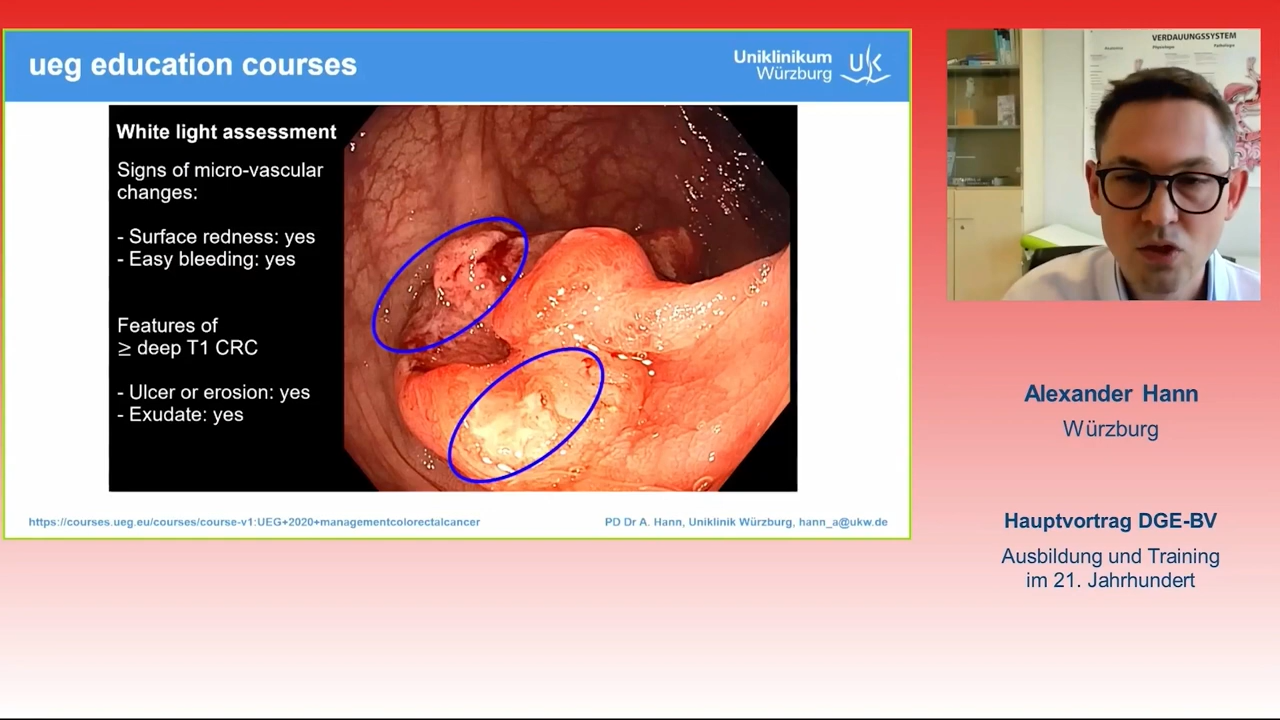 ueg education courses
Uniklinikum
Würzburg
UK
White light assessment
Signs of micro-vascular
changes:
- Surface redness: yes
- Easy bleeding: yes
Features of
≥ deep T1 CRC
- Ulcer or erosion: yes
- Exudate: yes
https://courses.ueg.eu/courses/course-v1:UEG+2020+managementcolorectalcancer
PD Dr A. Hann, Uniklinik Würzburg, hann_a@ukw.de
VERDAUUNGSSYSTEM
Alexander Hann
Würzburg
Hauptvortrag DGE-BV
Ausbildung und Training
im 21. Jahrhundert